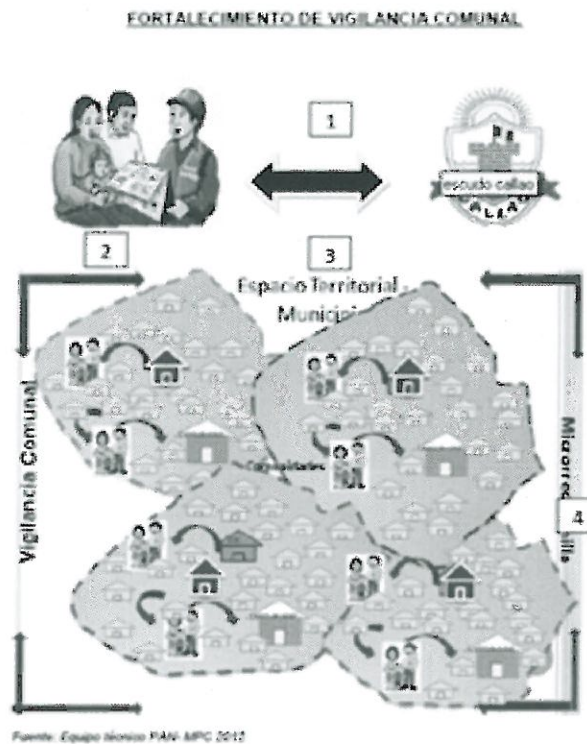 FORTALECIMIENTO DE VIGILANCIA COMUNAL
1
escudo callao
2
3
Espacio Territorial -
Vigilancia Comunal
4
Fuente: Equipo técnico PAN- MPC 2012